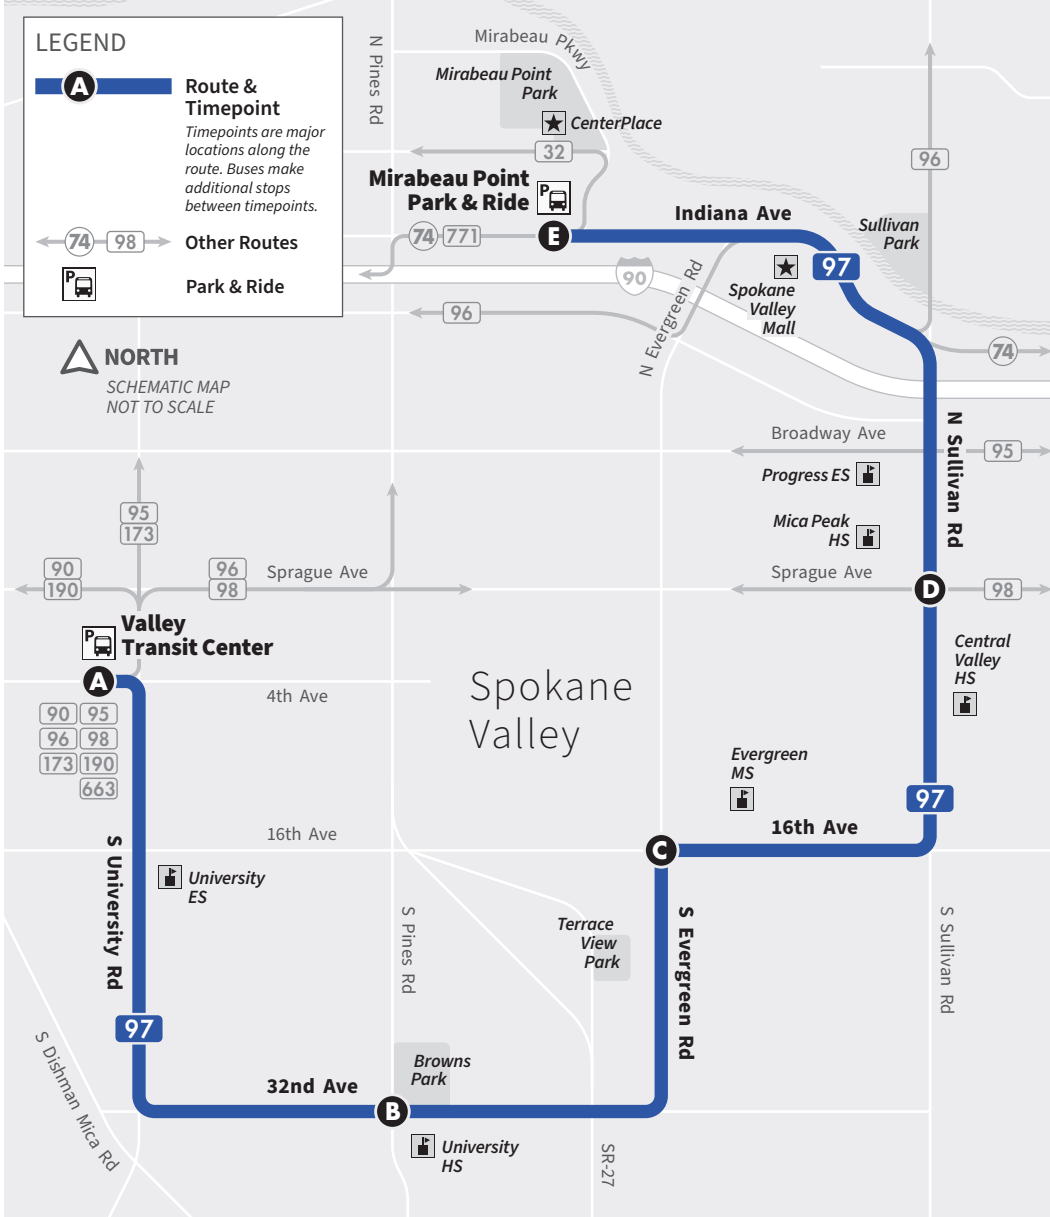 LEGEND
A
Route &
Timepoint
Timepoints are major
locations along the
route. Buses make
additional stops
between timepoints.
74
98
Other Routes
P
Park & Ride
NORTH
SCHEMATIC MAP
NOT TO SCALE
N Pines Rd
Mirabeau Pkwy
Mirabeau Point
Park
CenterPlace
32
Mirabeau Point
Park & Ride
P
74
771
E
Indiana Ave
97
Sullivan
Park
96
90
Spokane
Valley
Mall
96
N Evergreen Rd
74
Broadway Ave
95
N Sullivan Rd
Progress ES
Mica Peak
HS
Sprague Ave
D
98
95
173
90
190
96
98
Sprague Ave
P
Valley
Transit Center
A
4th Ave
90
95
96
98
173
190
663
Spokane
Valley
Central
Valley
HS
Evergreen
MS
97
16th Ave
C
16th Ave
S University Rd
University
ES
S Pines Rd
Terrace
View
Park
S Evergreen Rd
S Sullivan Rd
97
S Dishman Mica Rd
32nd Ave
B
Browns
Park
University
HS
SR-27